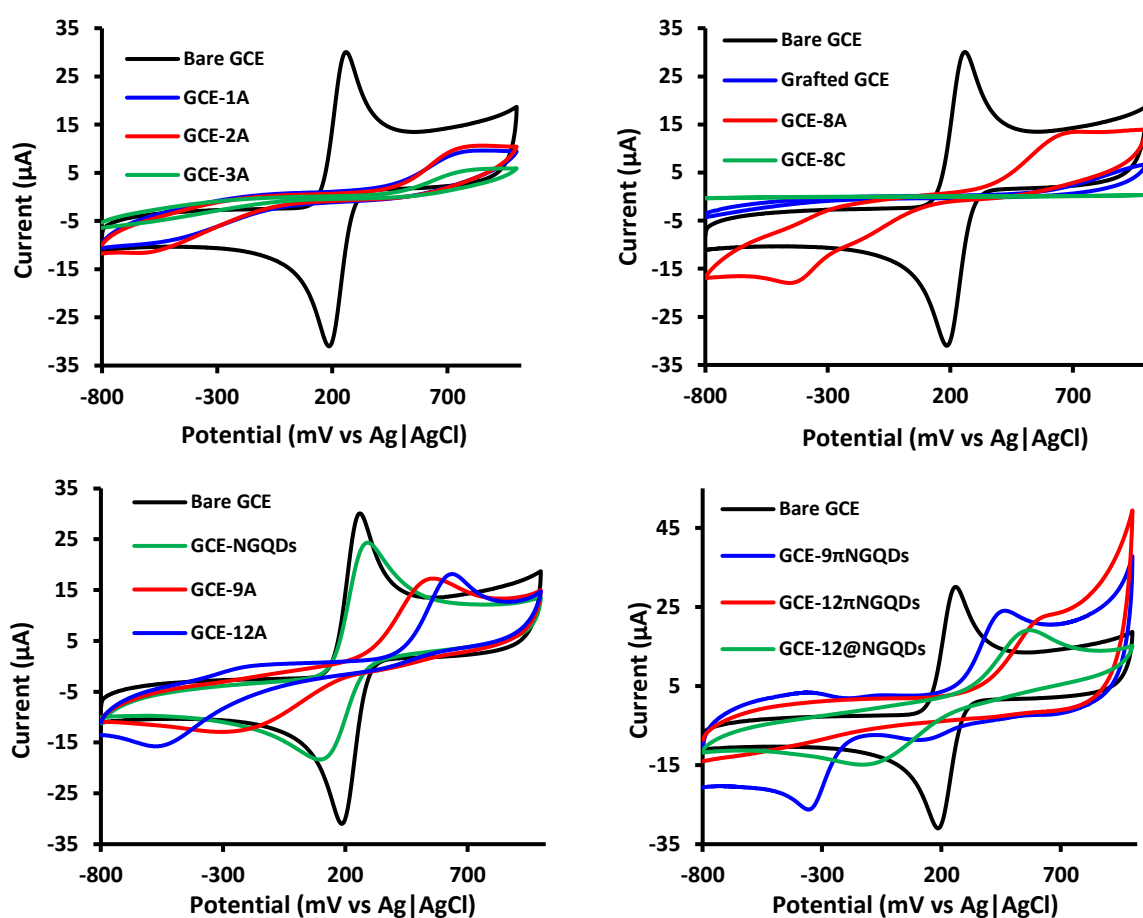 35
25
15
5
-5
-15
-25
-35
Current (µA)
Bare GCE
GCE-1A
GCE-2A
GCE-3A
-800 -300 200 700
Potential (mV vs Ag|AgCl)
35
25
15
5
-5
-15
-25
-35
Current (µA)
Bare GCE
Grafted GCE
GCE-8A
GCE-8C
-800 -300 200 700
Potential (mV vs Ag|AgCl)
35
25
15
5
-5
-15
-25
-35
Current (µA)
Bare GCE
GCE-NGQDs
GCE-9A
GCE-12A
-800 -300 200 700
Potential (mV vs Ag|AgCl)
45
25
5
-15
-35
Current (µA)
Bare GCE
GCE-9πNGQDs
GCE-12πNGQDs
GCE-12@NGQDs
-800 -300 200 700
Potential (mV vs Ag|AgCl)